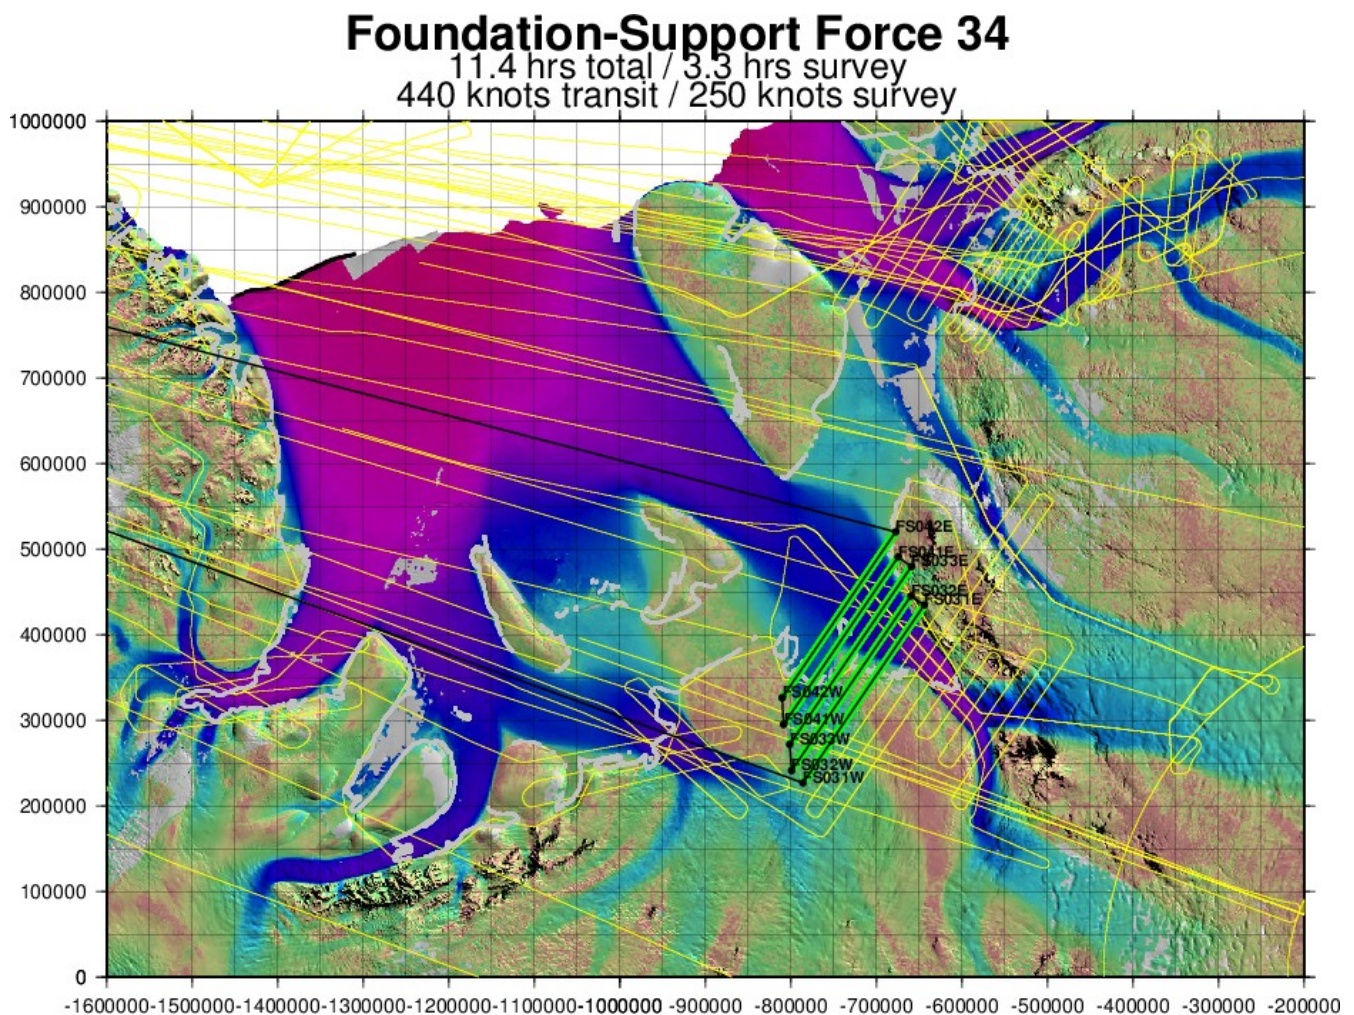 Foundation-Support Force 34
11.4 hrs total / 3.3 hrs survey
440 knots transit / 250 knots survey
1000000
900000
800000
700000
600000
500000
400000
300000
200000
100000
0
FS042E
FS041E
FS033E
FS032E
FS031E
FS042W
FS041W
FS033W
FS032W
FS031W
-1600000 -1500000 -1400000 -1300000 -1200000 -1100000 -1000000 -900000 -800000 -700000 -600000 -500000 -400000 -300000 -200000